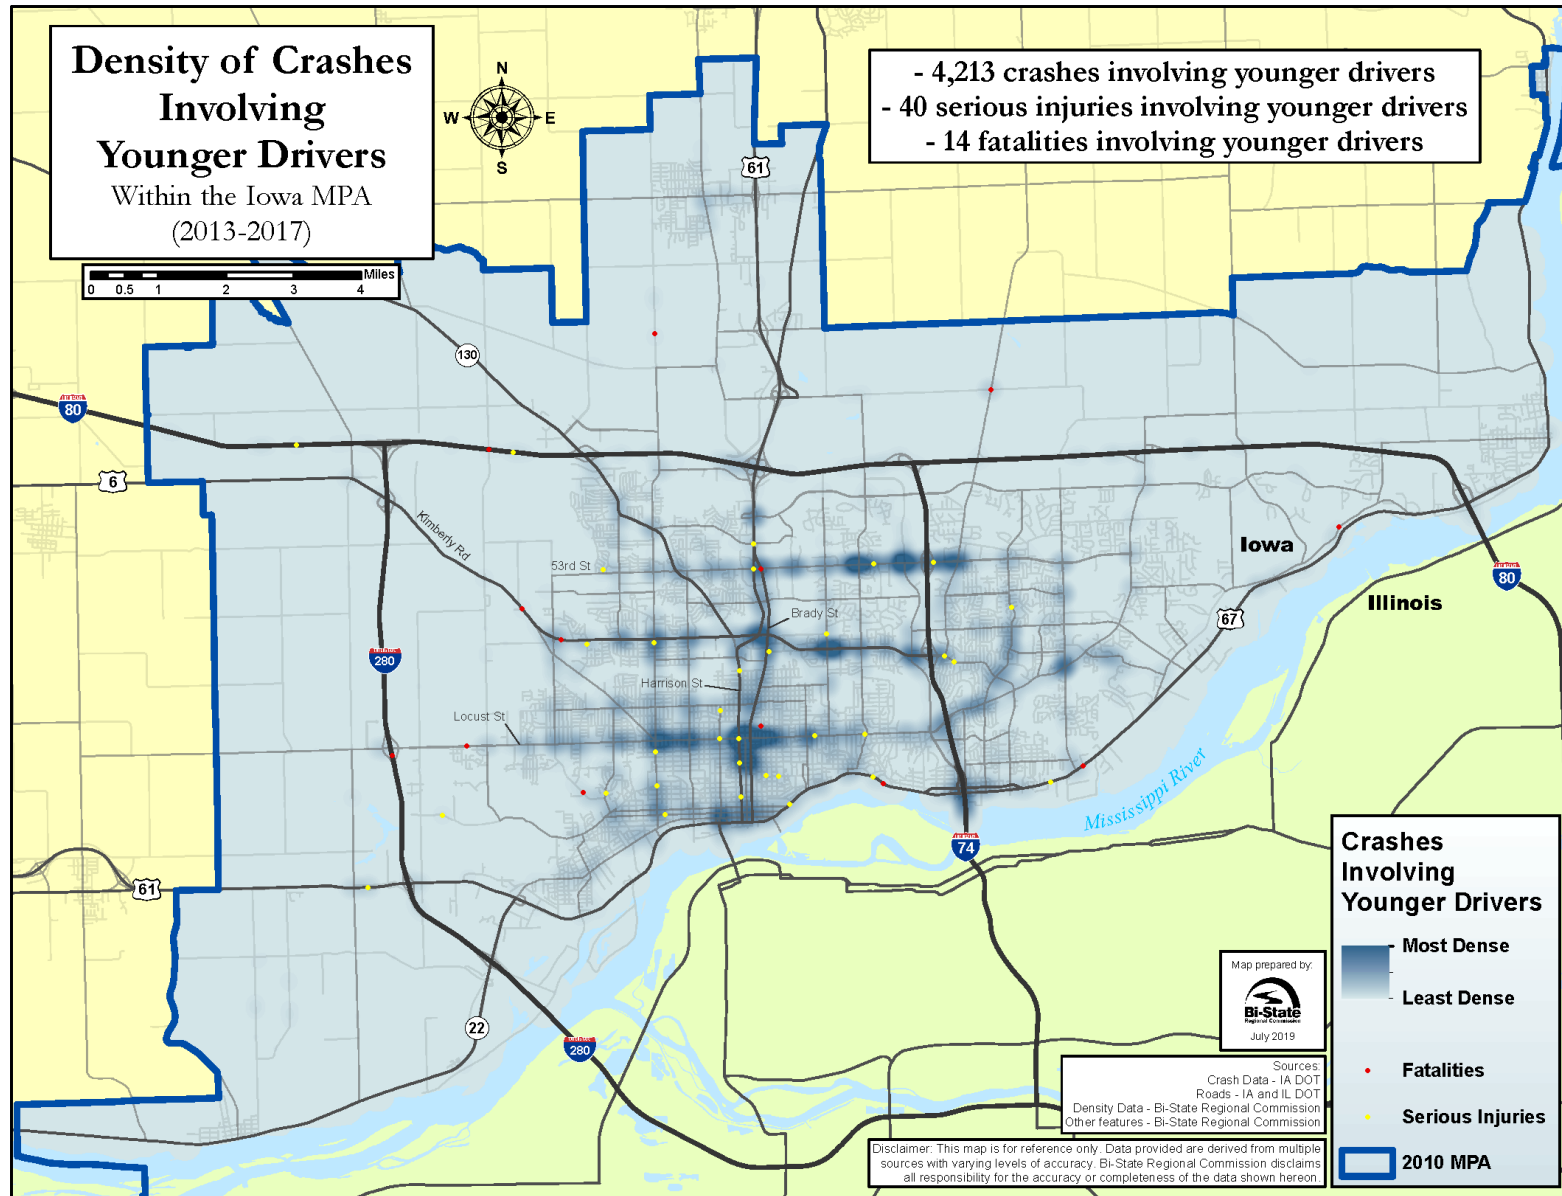 Density of Crashes
Involving
Younger Drivers
Within the Iowa MPA
(2013-2017)
Miles
0 0.5 1 2 3 4
N
W E
S
- 4,213 crashes involving younger drivers
- 40 serious injuries involving younger drivers
- 14 fatalities involving younger drivers
61
130
80
6
Kimberly Rd
53rd St
Iowa
80
Illinois
Brady St
67
280
Harrison St
Locust St
Mississippi River
74
61
22
280
Crashes
Involving
Younger Drivers
Most Dense
Least Dense
Fatalities
Serious Injuries
2010 MPA
Map prepared by:
Bi-State
Regional Commission
July 2019
Sources:
Crash Data - IA DOT
Roads - IA and IL DOT
Density Data - Bi-State Regional Commission
Other features - Bi-State Regional Commission
Disclaimer: This map is for reference only. Data provided are derived from multiple
sources with varying levels of accuracy. Bi-State Regional Commission disclaims
all responsibility for the accuracy or completeness of the data shown hereon.